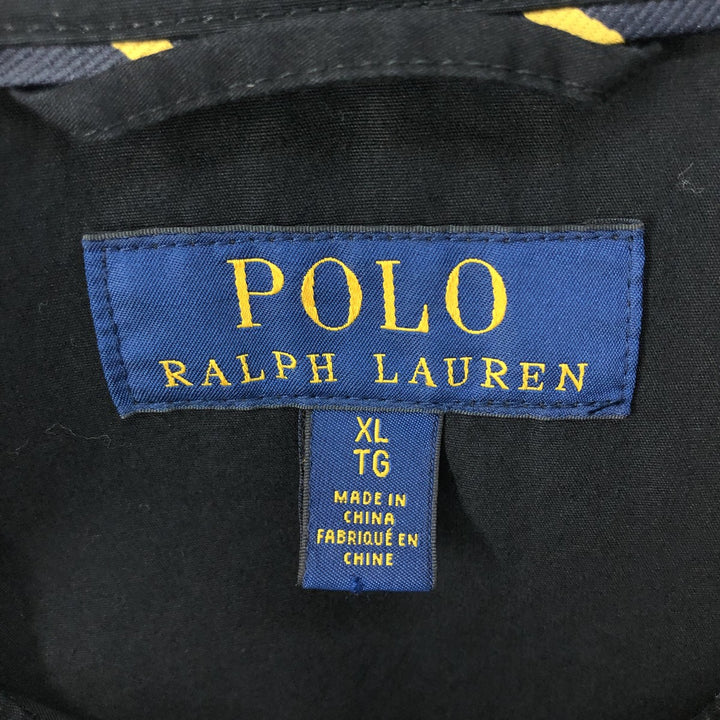 POLO
RALPH LAUREN
XL
TG
MADE IN
CHINA
FABRIQUÉ EN
CHINE